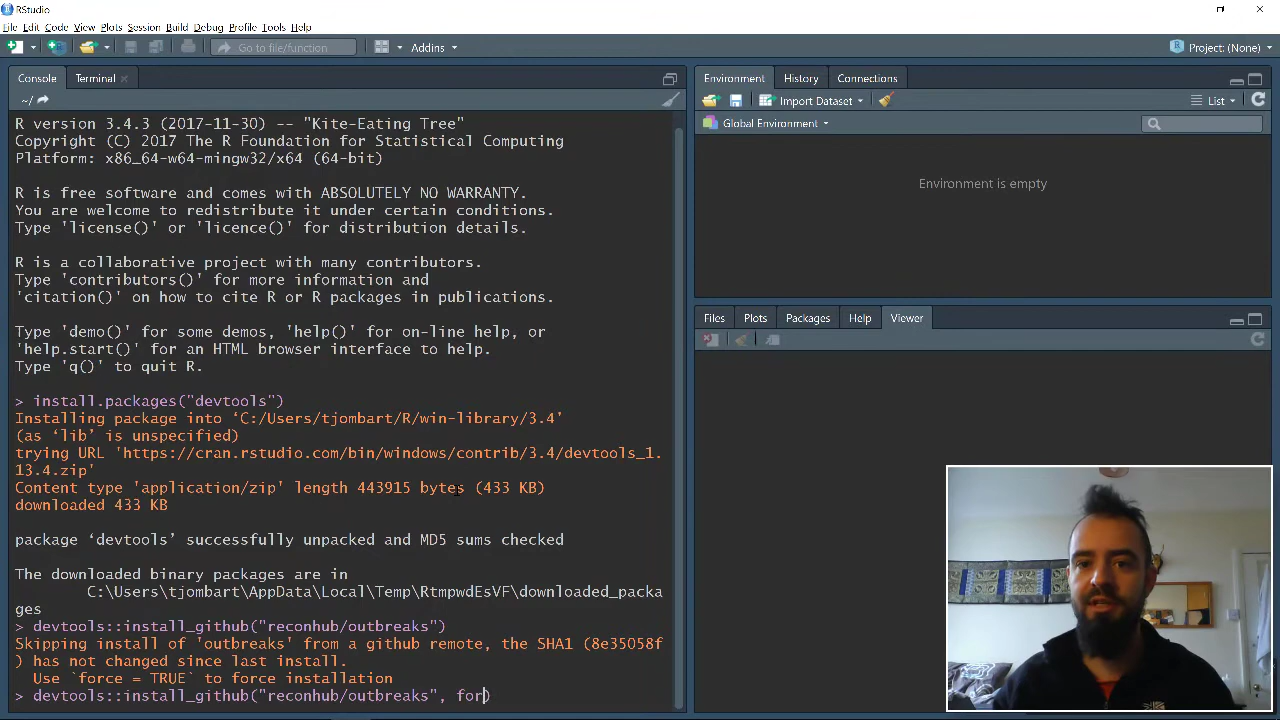 RStudio
File Edit Code View Plots Session Build Debug Profile Tools Help
Go to file/function
Addins
Project: (None)
Console Terminal
~/
R version 3.4.3 (2017-11-30) -- "Kite-Eating Tree"
Copyright (C) 2017 The R Foundation for Statistical Computing
Platform: x86_64-w64-mingw32/x64 (64-bit)
R is free software and comes with ABSOLUTELY NO WARRANTY.
You are welcome to redistribute it under certain conditions.
Type 'license()' or 'licence()' for distribution details.
R is a collaborative project with many contributors.
Type 'contributors()' for more information and
'citation()' on how to cite R or R packages in publications.
Type 'demo()' for some demos, 'help()' for on-line help, or
'help.start()' for an HTML browser interface to help.
Type 'q()' to quit R.
> install.packages("devtools")
Installing package into ‘C:/Users/tjombart/R/win-library/3.4’
(as ‘lib’ is unspecified)
trying URL 'https://cran.rstudio.com/bin/windows/contrib/3.4/devtools_1.
13.4.zip'
Content type 'application/zip' length 443915 bytes (433 KB)
downloaded 433 KB
package ‘devtools’ successfully unpacked and MD5 sums checked
The downloaded binary packages are in
C:\Users\tjombart\AppData\Local\Temp\RtmpwdEsVF\downloaded_packa
ges
> devtools::install_github("reconhub/outbreaks")
Skipping install of 'outbreaks' from a github remote, the SHA1 (8e35058f
) has not changed since last install.
Use `force = TRUE` to force installation
> devtools::install_github("reconhub/outbreaks", for)
Environment History Connections
Import Dataset
List
Global Environment
Environment is empty
Files Plots Packages Help Viewer